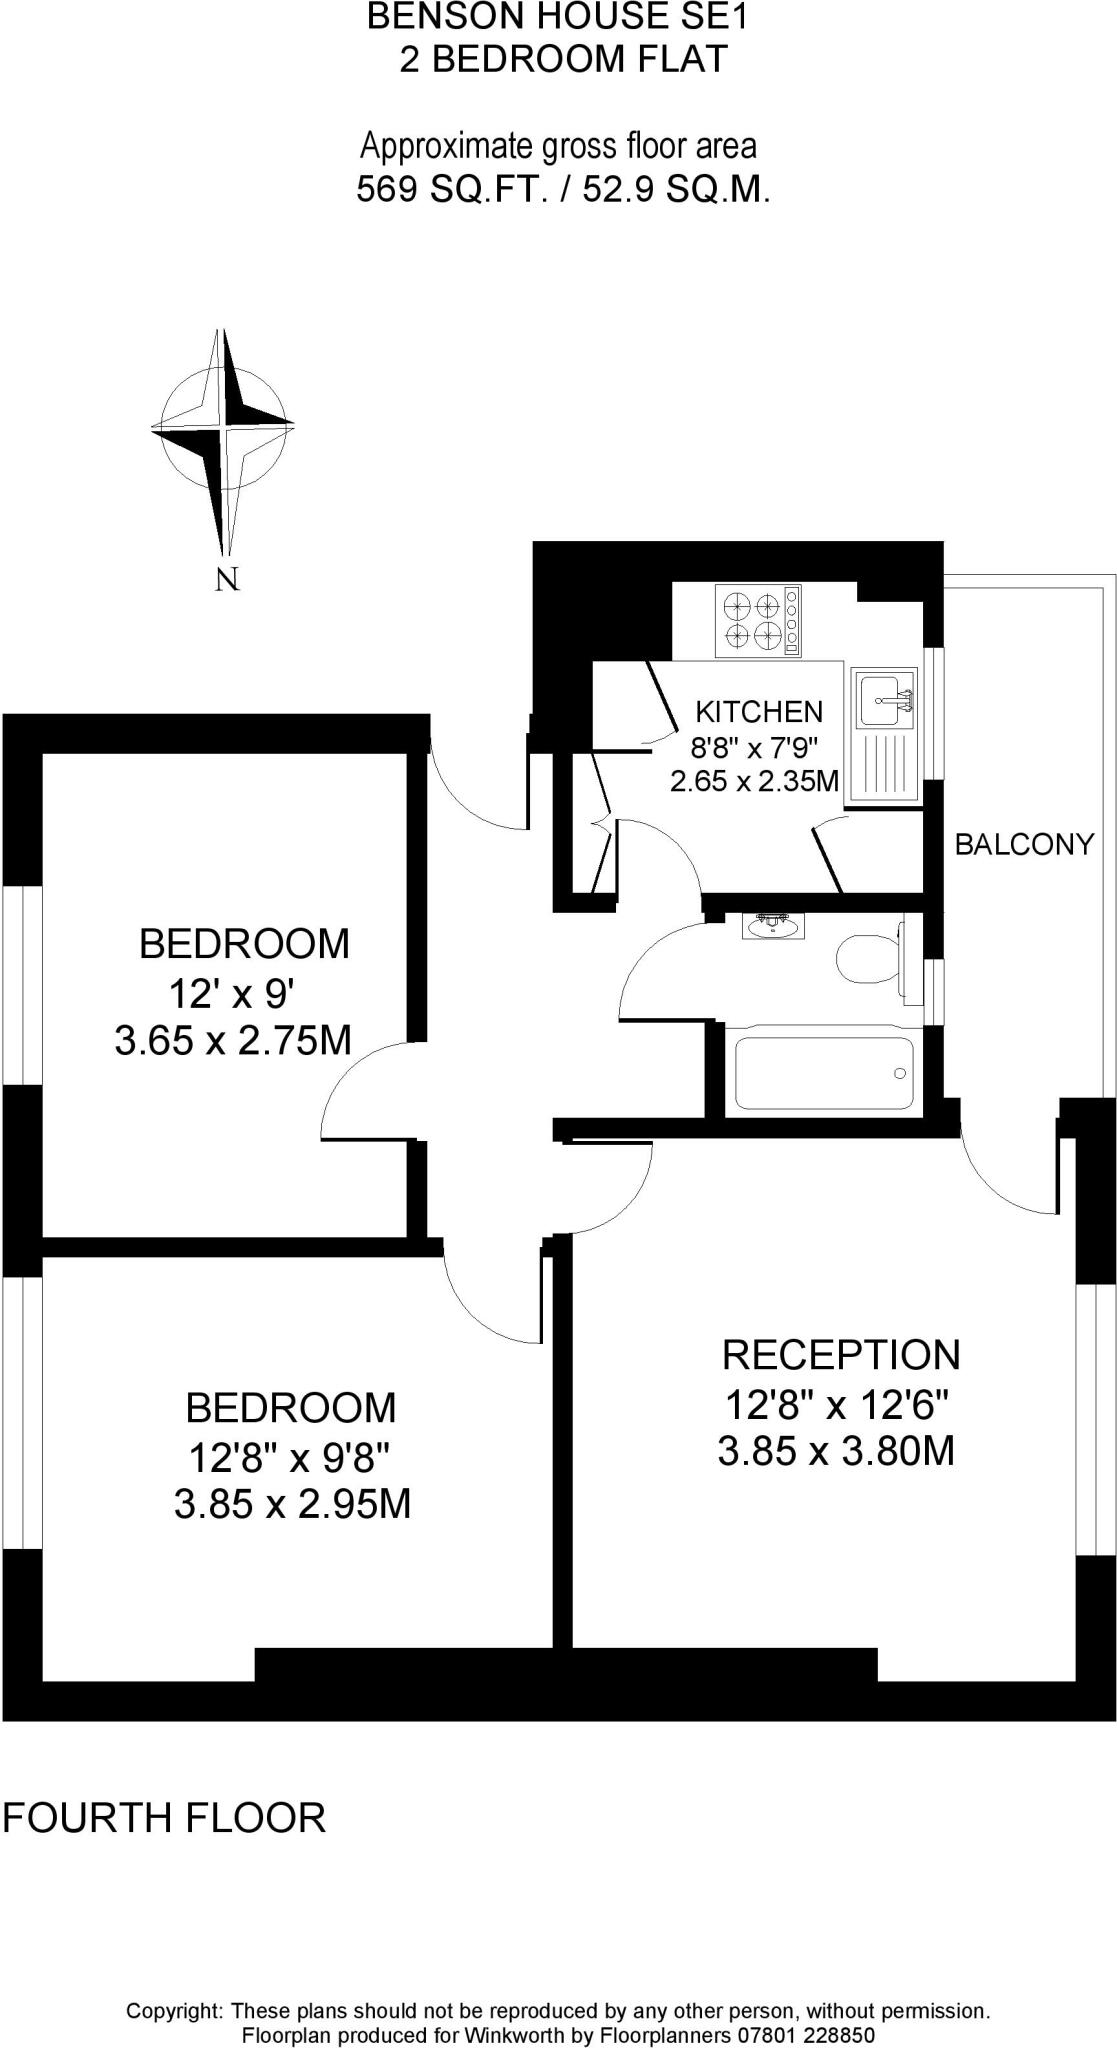 BENSON HOUSE SE1
2 BEDROOM FLAT
Approximate gross floor area
569 SQ.FT. / 52.9 SQ.M.
N
KITCHEN
8'8" x 7'9"
2.65 x 2.35M
BALCONY
BEDROOM
12' x 9'
3.65 x 2.75M
RECEPTION
12'8" x 12'6"
3.85 x 3.80M
BEDROOM
12'8" x 9'8"
3.85 x 2.95M
FOURTH FLOOR
Copyright: These plans should not be reproduced by any other person, without permission.
Floorplan produced for Winkworth by Floorplanners 07801 228850